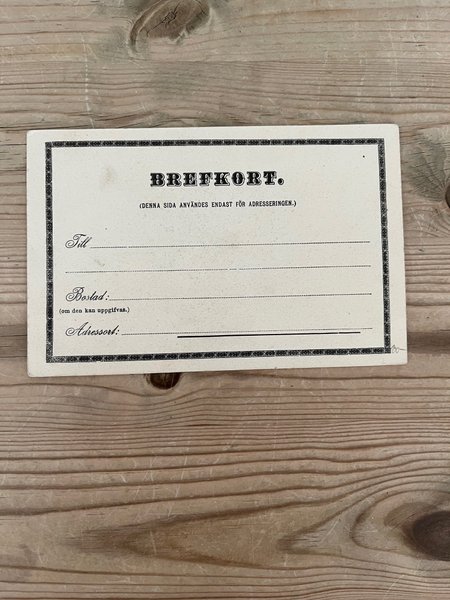 BREFKORT.
(DENNA SIDA ANVÄNDES ENDAST FÖR ADRESSERINGEN.)
Till
Bostad:
(om den kan uppgifvas.)
Adressort: